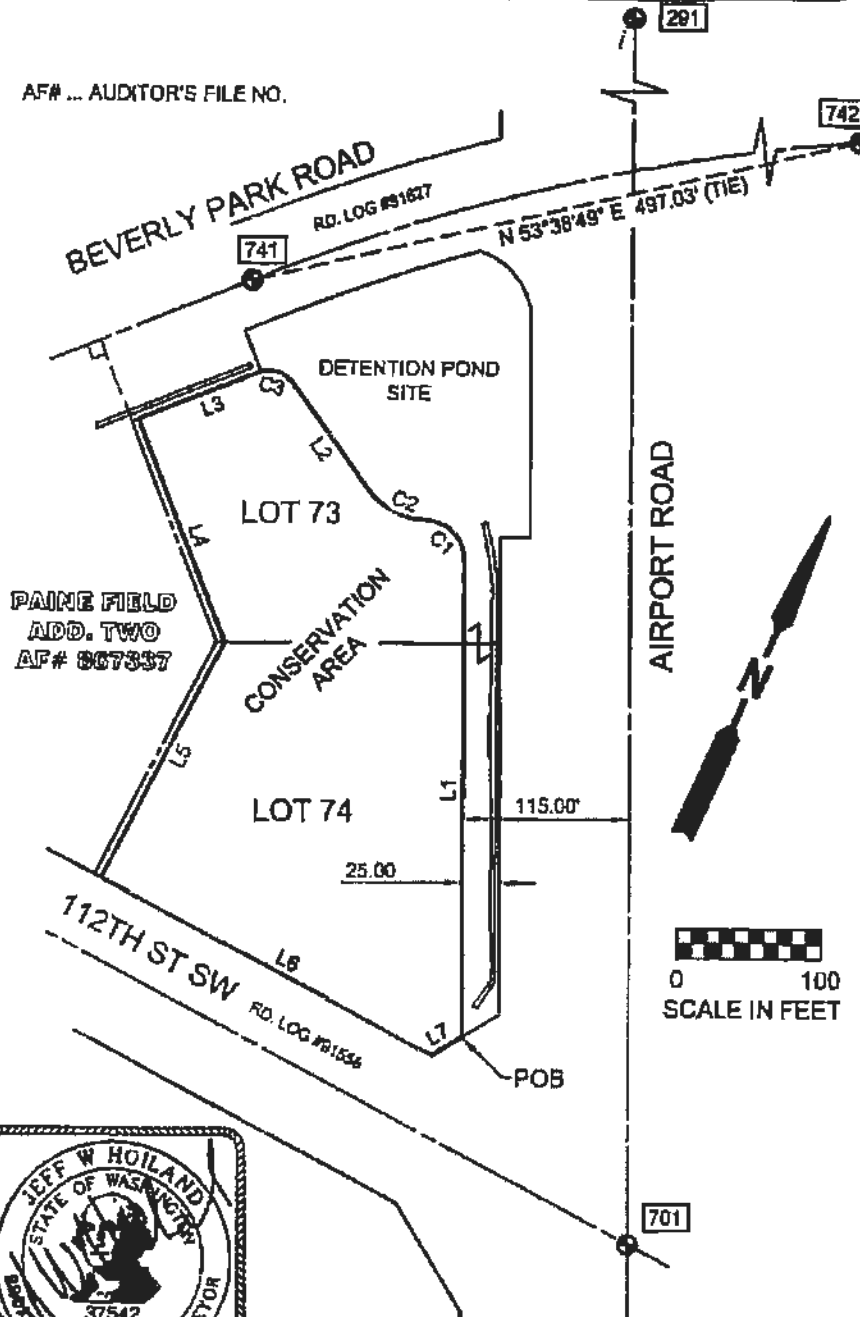 291
AF# ... AUDITOR'S FILE NO.
742
BEVERLY PARK ROAD
RD. LOG #91627
N 53°38'49" E 497.03' (TIE)
741
DETENTION POND
SITE
C3
L3
L2
C2
C1
LOT 73
L4
AIRPORT ROAD
PAINE FIELD
ADD. TWO
AF# 867337
CONSERVATION
AREA
N
L5
L1
LOT 74
115.00'
25.00
112TH ST SW
RD. LOG #91536
L6
L7
0 100
SCALE IN FEET
POB
JEFF W HOILAND
STATE OF WASHINGTON
37542
701